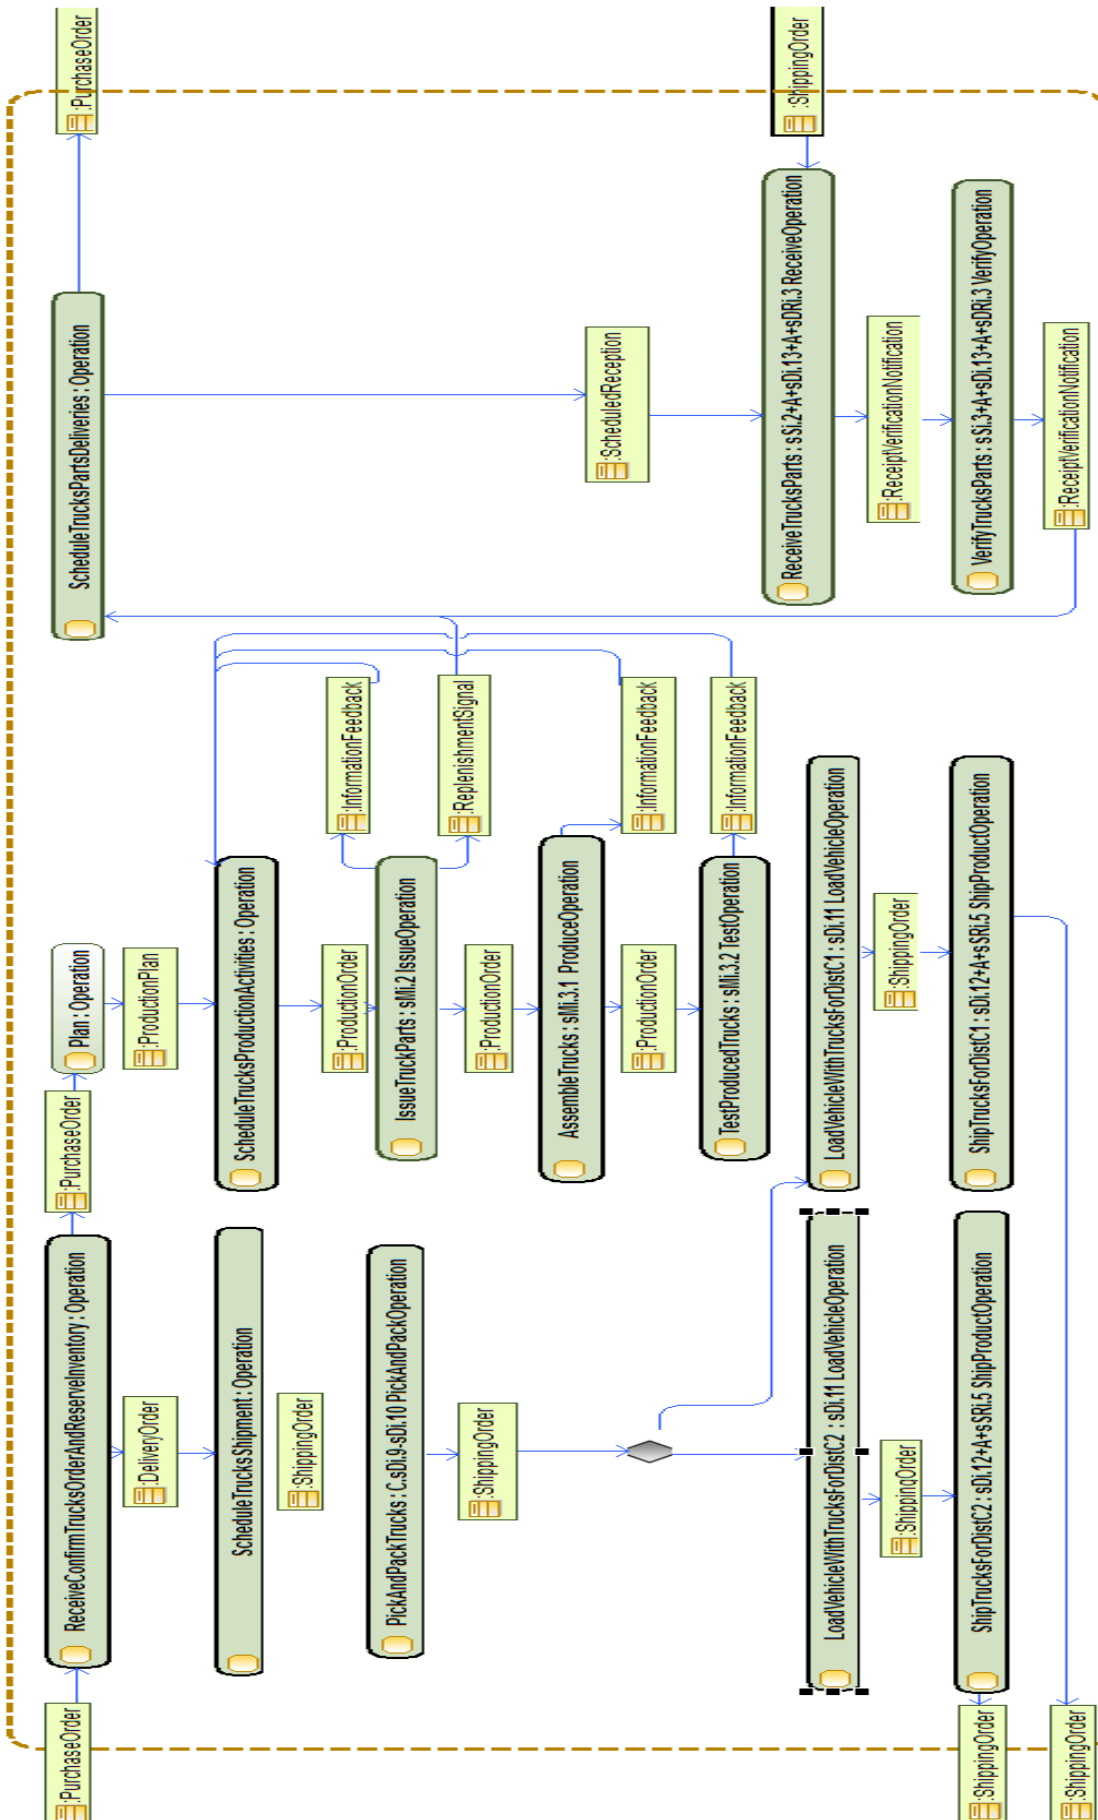 :PurchaseOrder
ReceiveConfirmTrucksOrderAndReserveInventory : Operation
:PurchaseOrder
Plan : Operation
ScheduleTrucksPartsDeliveries : Operation
:PurchaseOrder
:DeliveryOrder
:ProductionPlan
ScheduleTrucksShipment : Operation
ScheduleTrucksProductionActivities : Operation
:ShippingOrder
:ProductionOrder
:InformationFeedback
PickAndPackTrucks : C.sDi.9-sDi.10 PickAndPackOperation
IssueTruckParts : sMi.2 IssueOperation
:ShippingOrder
:ProductionOrder
:ReplenishmentSignal
AssembleTrucks : sMi.3.1 ProduceOperation
:ScheduledReception
:ProductionOrder
:InformationFeedback
TestProducedTrucks : sMi.3.2 TestOperation
:InformationFeedback
:ShippingOrder
ReceiveTrucksParts : sSi.2+A+sDi.13+A+sDRi.3 ReceiveOperation
LoadVehicleWithTrucksForDistC2 : sDi.11 LoadVehicleOperation
LoadVehicleWithTrucksForDistC1 : sDi.11 LoadVehicleOperation
:ReceiptVerificationNotification
:ShippingOrder
:ShippingOrder
ShipTrucksForDistC2 : sDi.12+A+sSRi.5 ShipProductOperation
ShipTrucksForDistC1 : sDi.12+A+sSRi.5 ShipProductOperation
VerifyTrucksParts : sSi.3+A+sDi.13+A+sDRi.3 VerifyOperation
:ShippingOrder
:ShippingOrder
:ReceiptVerificationNotification